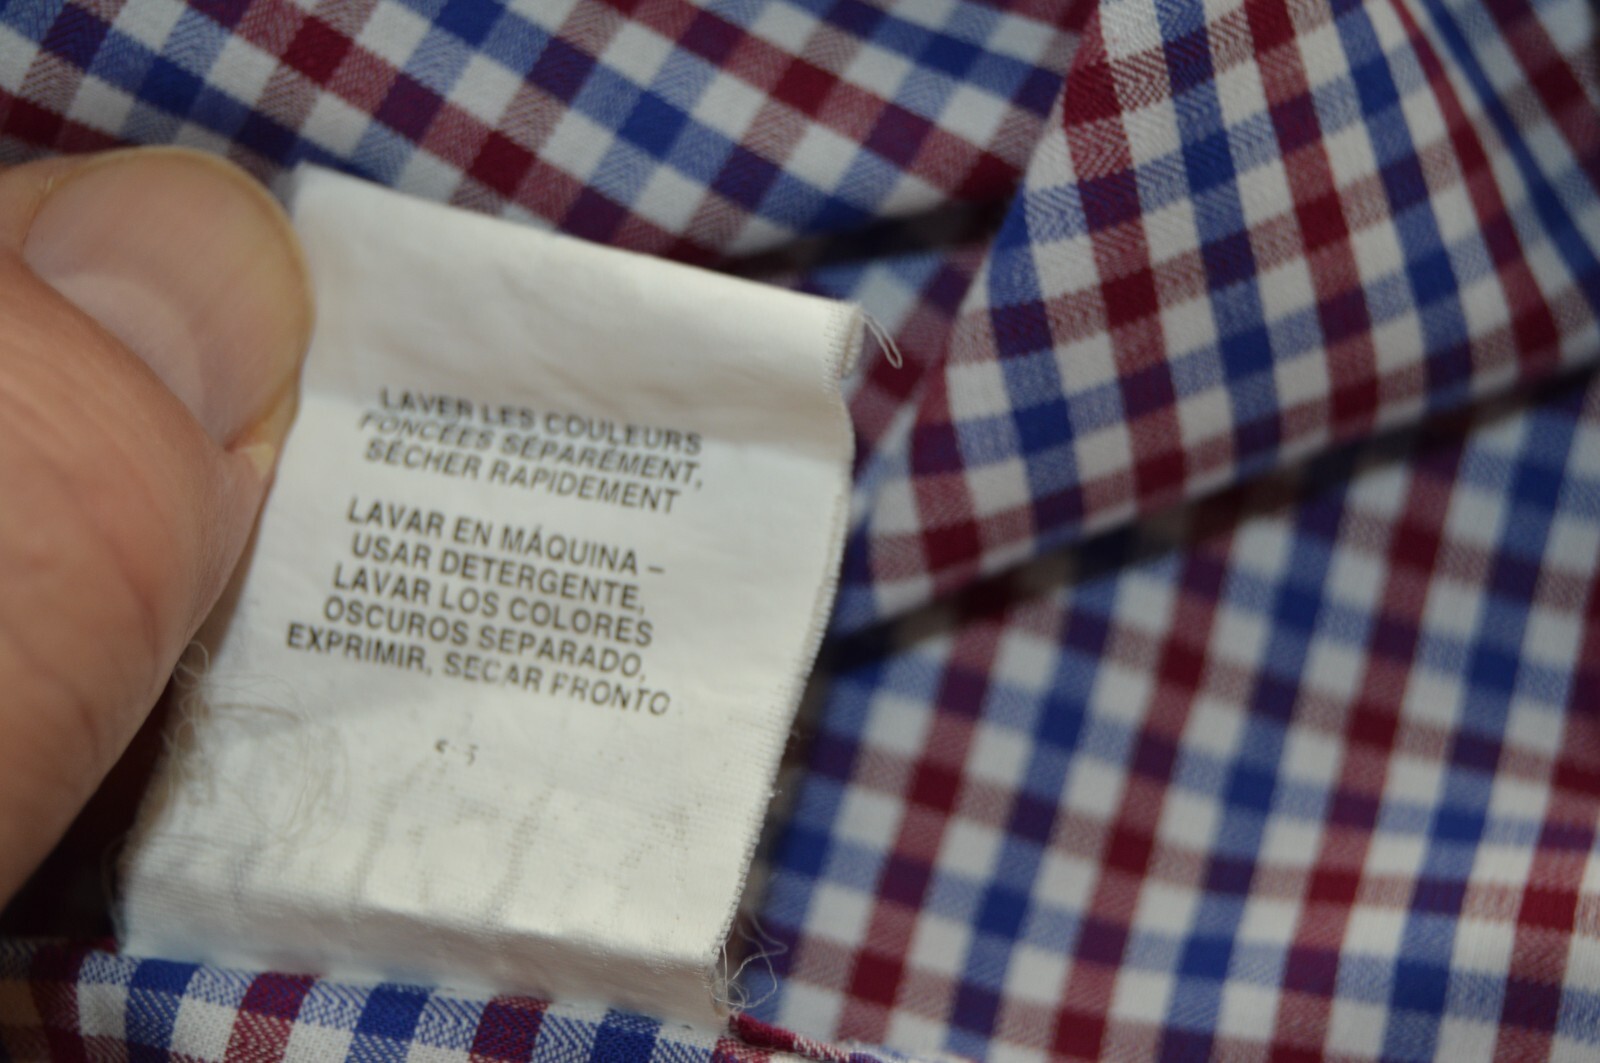 LAVER LES COULEURS
FONCÉES SÉPARÉMENT,
SÉCHER RAPIDEMENT
LAVAR EN MÁQUINA –
USAR DETERGENTE,
LAVAR LOS COLORES
OSCUROS SEPARADO,
EXPRIMIR, SECAR PRONTO